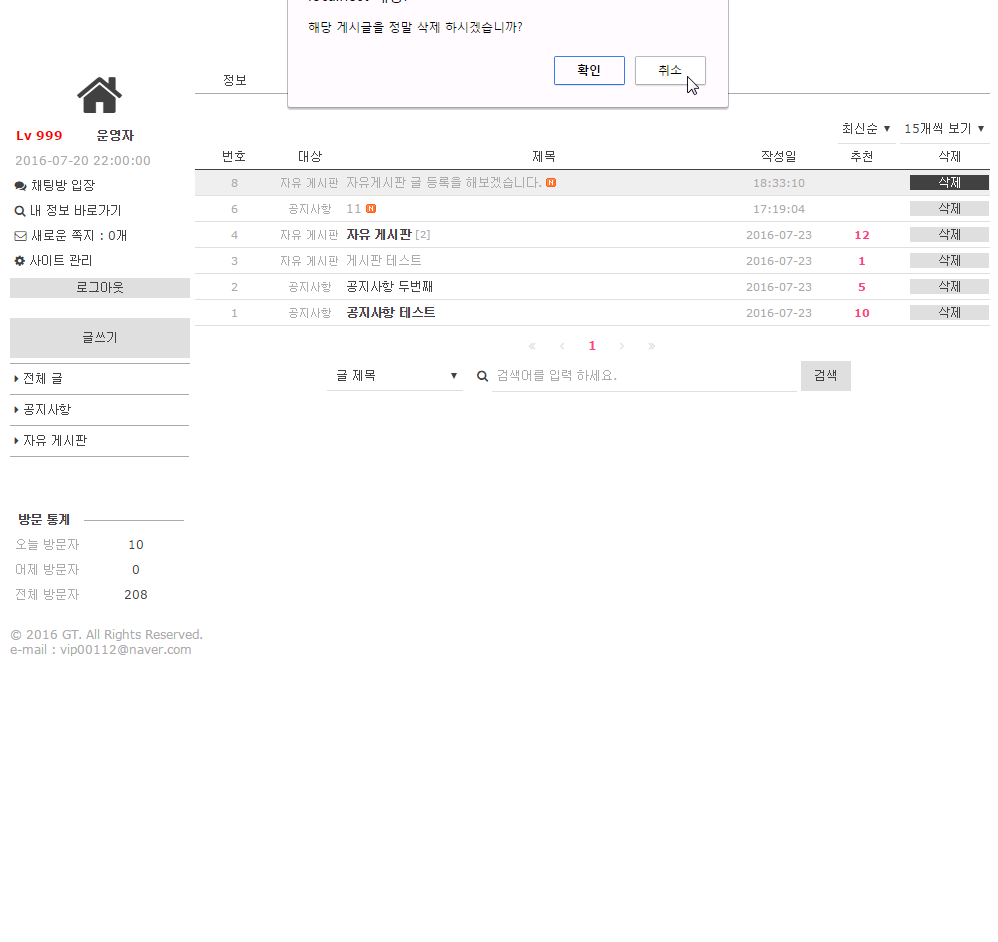 해당 게시글을 정말 삭제 하시겠습니까?
확인 취소
정보
Lv 999 운영자
2016-07-20 22:00:00
채팅방 입장
내 정보 바로가기
새로운 쪽지 : 0개
사이트 관리
로그아웃
글쓰기
전체 글
공지사항
자유 게시판
방문 통계
오늘 방문자 10
어제 방문자 0
전체 방문자 208
© 2016 GT. All Rights Reserved.
e-mail : vip00112@naver.com
최신순 ▼ 15개씩 보기 ▼
번호 대상 제목 작성일 추천 삭제
8 자유 게시판 자유게시판 굴 등록을 해보겠습니다. N 18:33:10 삭제
6 공지사항 11 N 17:19:04 삭제
4 자유 게시판 자유 게시판 [2] 2016-07-23 12 삭제
3 자유 게시판 게시판 테스트 2016-07-23 1 삭제
2 공지사항 공지사항 두번째 2016-07-23 5 삭제
1 공지사항 공지사항 테스트 2016-07-23 10 삭제
« ‹ 1 › »
글 제목 ▼ 검색어를 입력 하세요. 검색